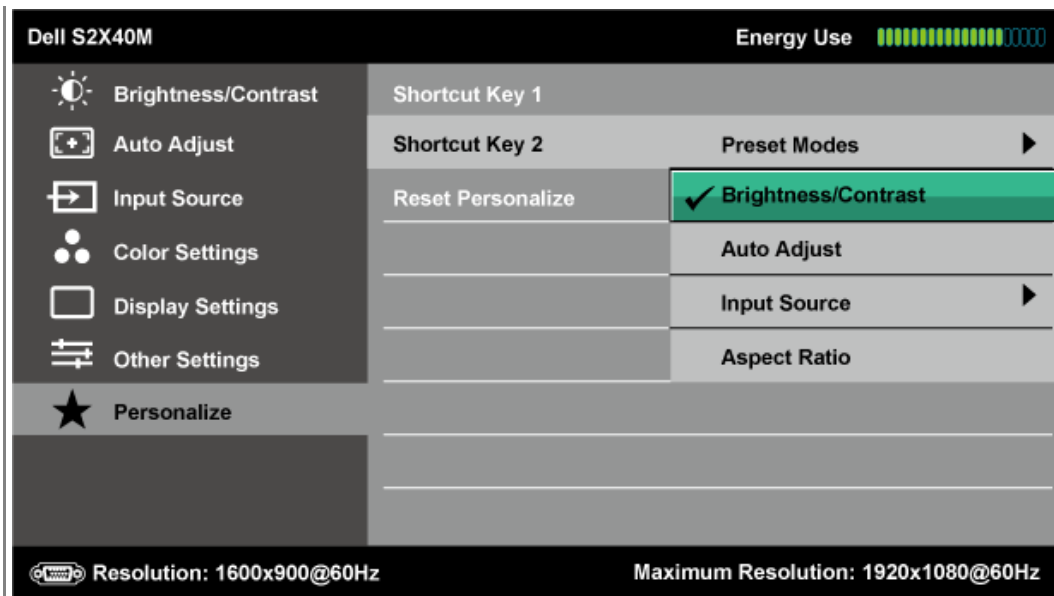 Dell S2X40M Energy Use
Brightness/Contrast Shortcut Key 1
Auto Adjust Shortcut Key 2 Preset Modes
Input Source Reset Personalize Brightness/Contrast
Color Settings Auto Adjust
Display Settings Input Source
Other Settings Aspect Ratio
Personalize
Resolution: 1600x900@60Hz Maximum Resolution: 1920x1080@60Hz